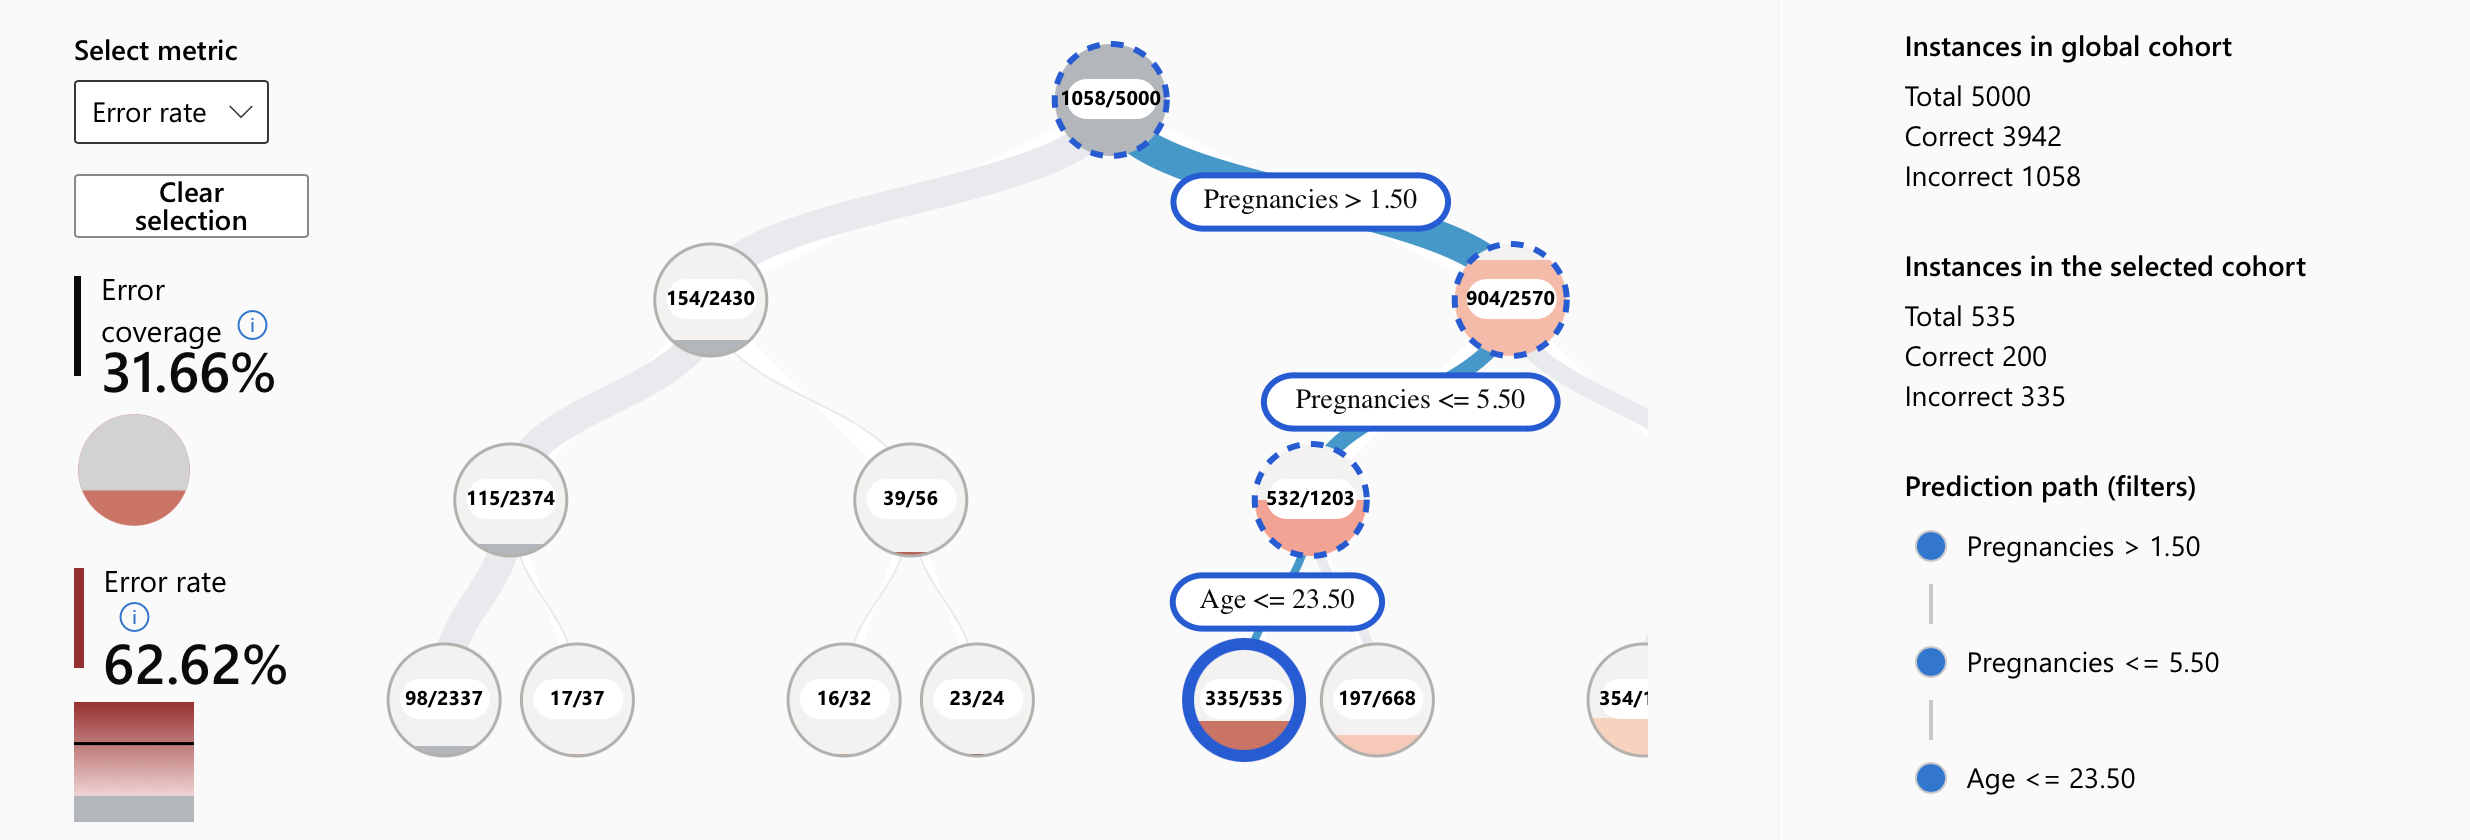 Select metric
Error rate
Clear
selection
Error
coverage i
31.66%
Error rate
i
62.62%
1058/5000
Pregnancies > 1.50
154/2430
904/2570
Pregnancies <= 5.50
115/2374
39/56
532/1203
Age <= 23.50
98/2337
17/37
16/32
23/24
335/535
197/668
354/1
Instances in global cohort
Total 5000
Correct 3942
Incorrect 1058
Instances in the selected cohort
Total 535
Correct 200
Incorrect 335
Prediction path (filters)
Pregnancies > 1.50
Pregnancies <= 5.50
Age <= 23.50